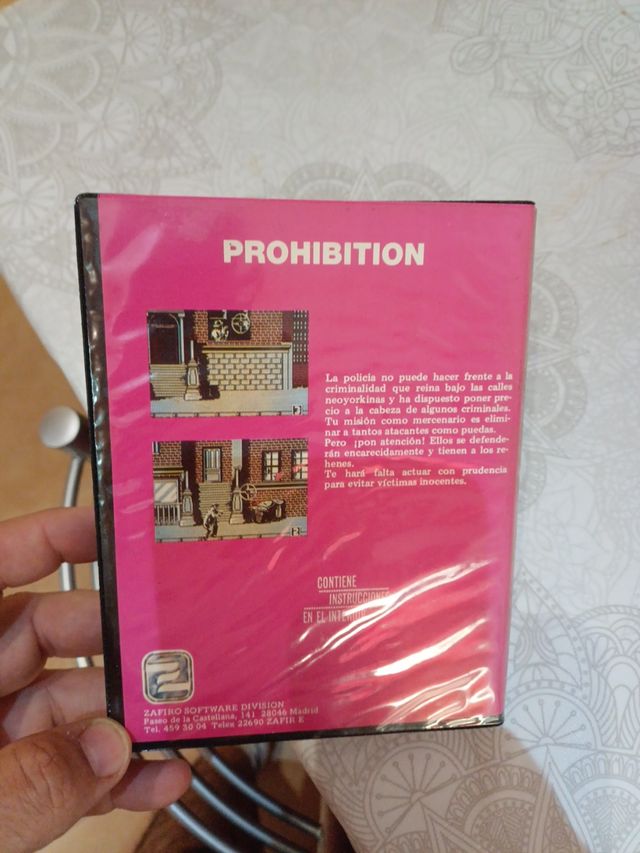 PROHIBITION
La policía no puede hacer frente a la
criminalidad que reina bajo las calles
neoyorkinas y ha dispuesto poner pre-
cio a la cabeza de algunos criminales.
Tu misión como mercenario es elimi-
nar a tantos atacantes como puedas.
Pero ¡pon atención! Ellos se defende-
rán encarecidamente y tienen a los re-
henes.
Te hará falta actuar con prudencia
para evitar víctimas inocentes.
CONTIENE
INSTRUCCIONES
EN EL INTERIOR
ZAFIRO SOFTWARE DIVISION
Paseo de la Castellana, 141 28046 Madrid
Tel. 459 30 04 Telex 22690 ZAFIR E